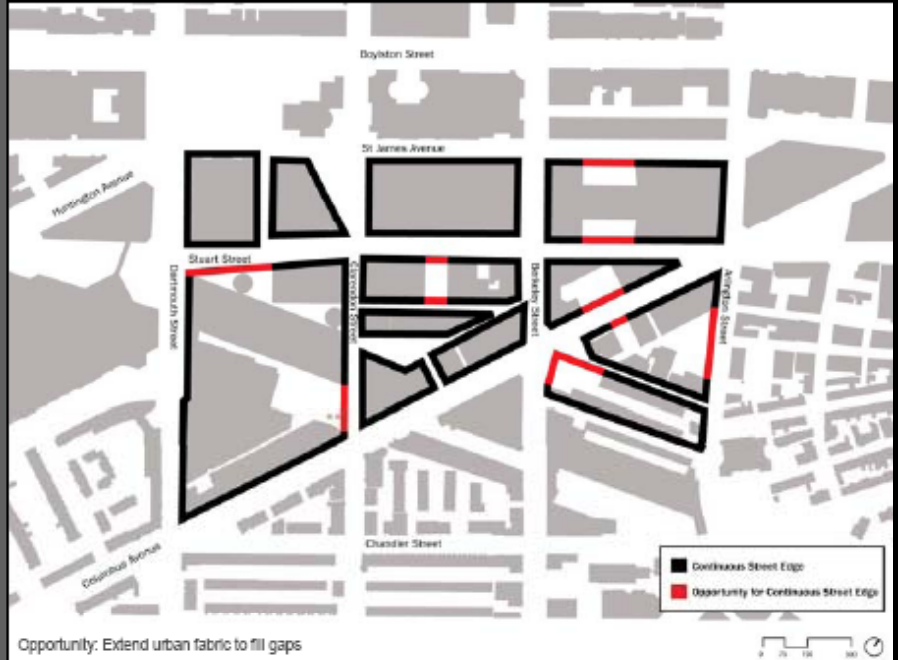 Boylston Street
St James Avenue
Huntington Avenue
Stuart Street
Dartmouth Street
Clarendon Street
Berkeley Street
Arlington Street
Chandler Street
Columbus Avenue
Continuous Street Edge
Opportunity for Continuous Street Edge
Opportunity: Extend urban fabric to fill gaps
0